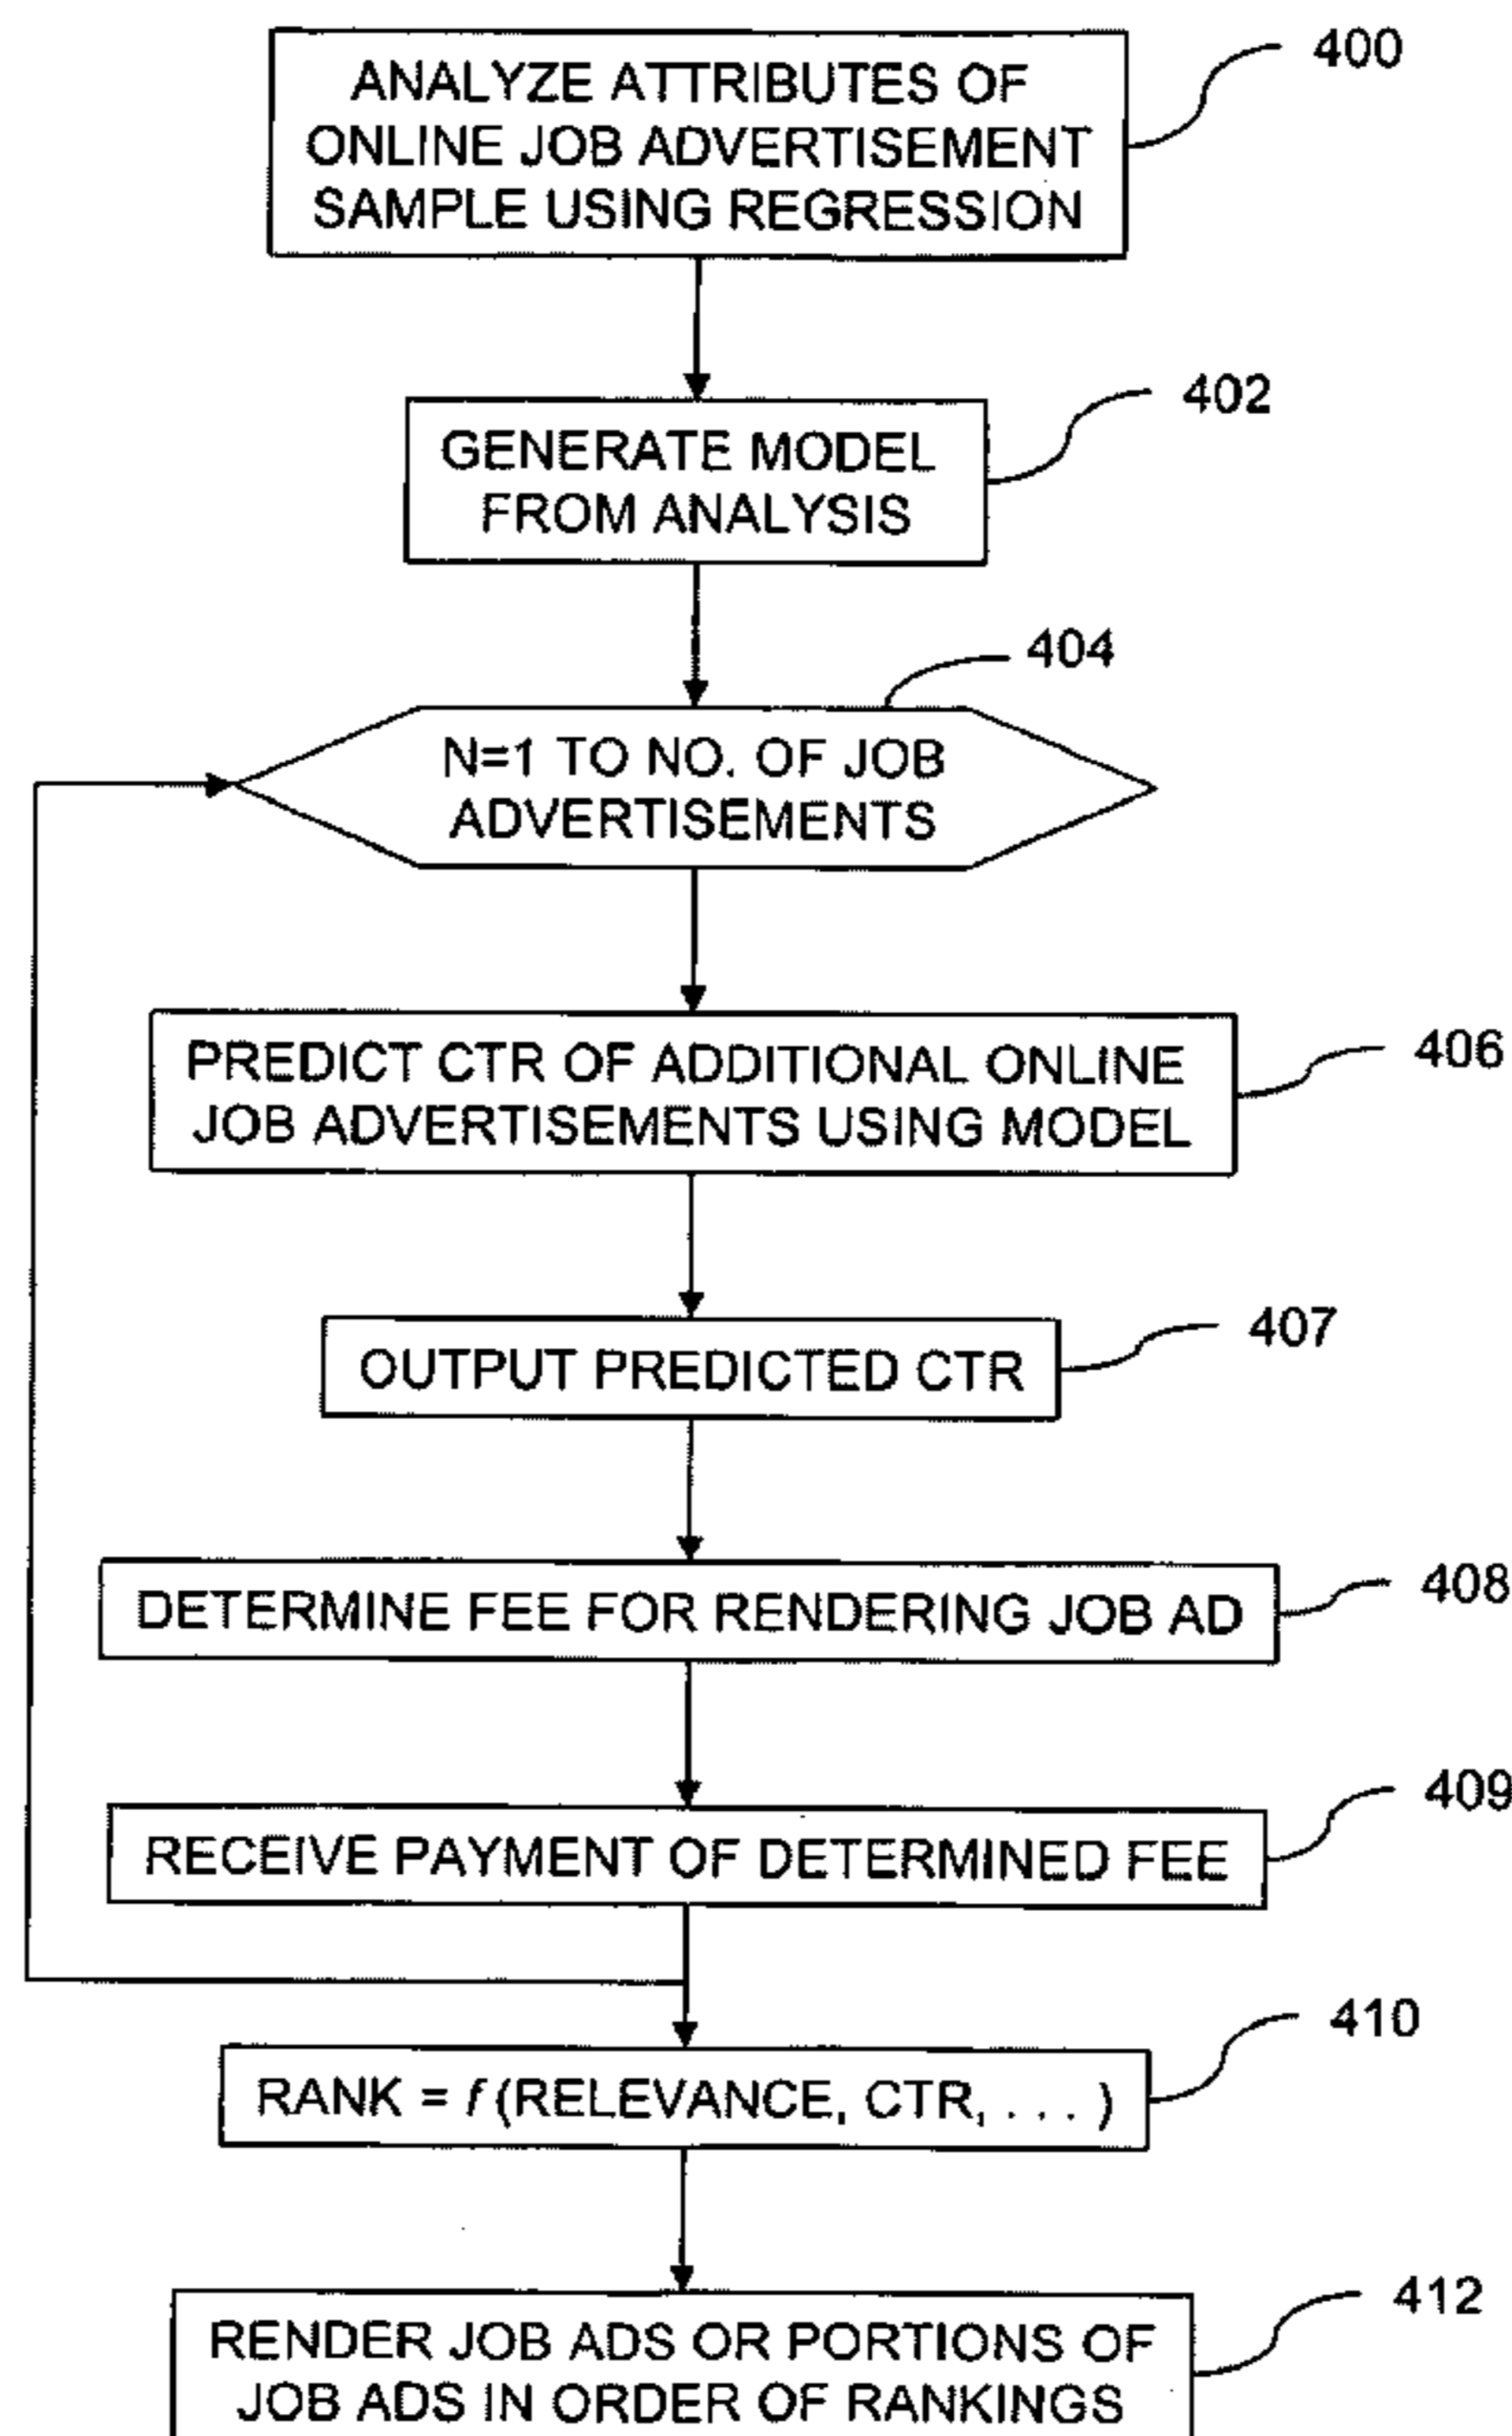 400
ANALYZE ATTRIBUTES OF
ONLINE JOB ADVERTISEMENT
SAMPLE USING REGRESSION
402
GENERATE MODEL
FROM ANALYSIS
404
N=1 TO NO. OF JOB
ADVERTISEMENTS
406
PREDICT CTR OF ADDITIONAL ONLINE
JOB ADVERTISEMENTS USING MODEL
407
OUTPUT PREDICTED CTR
408
DETERMINE FEE FOR RENDERING JOB AD
409
RECEIVE PAYMENT OF DETERMINED FEE
410
RANK = f (RELEVANCE, CTR, . . . )
412
RENDER JOB ADS OR PORTIONS OF
JOB ADS IN ORDER OF RANKINGS